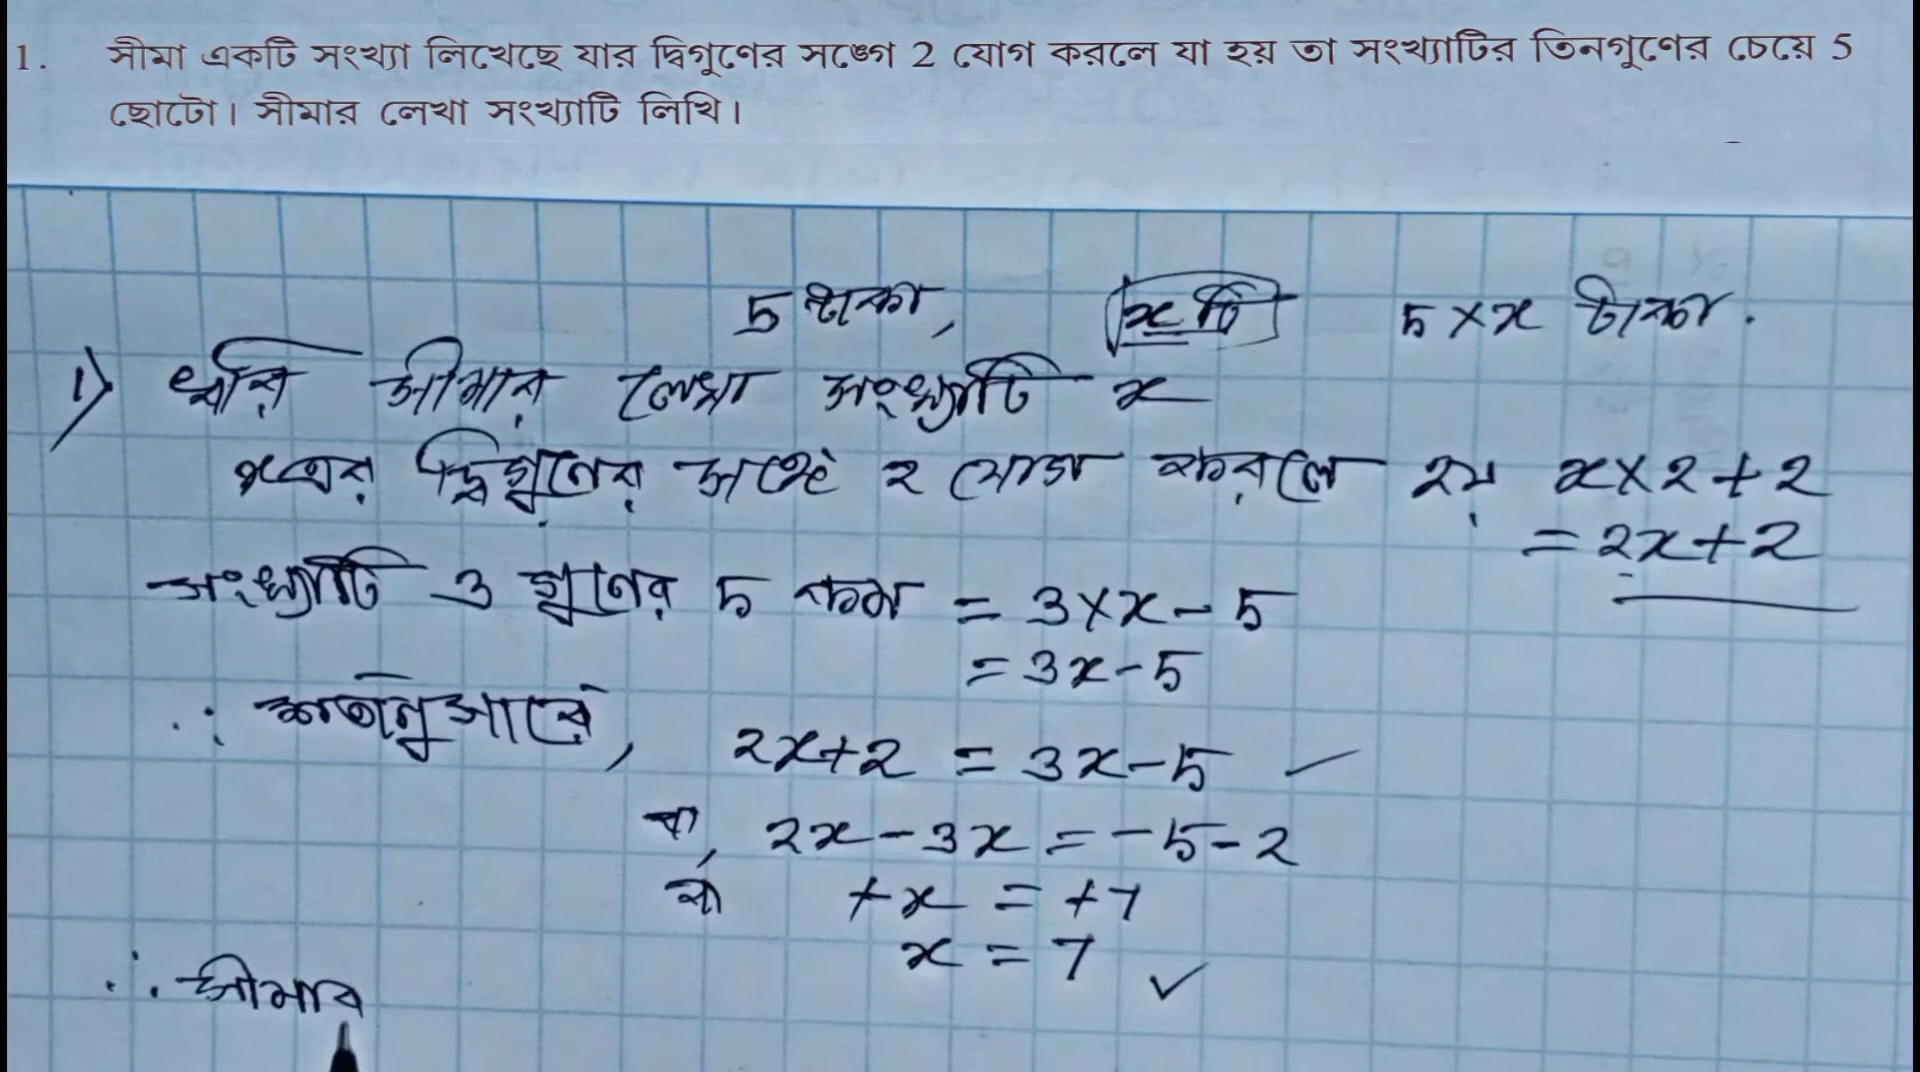 1. সীমা একটি সংখ্যা লিখেছে যার দ্বিগুণের সঙ্গে 2 যোগ করলে যা হয় তা সংখ্যাটির তিনগুণের চেয়ে 5
ছোটো। সীমার লেখা সংখ্যাটি লিখি।
5 টাকা, x টি 5 × x টাকা.
1) ধরি সীমার লেখা সংখ্যাটি x
xএর দ্বিগুনের সঙ্গে 2 যোগ করলে হয় x×2+2
= 2x+2
সংখ্যাটি 3 গুনের 5 কম = 3×x-5
= 3x-5
∴ শর্তানুসারে, 2x+2 = 3x-5
বা, 2x-3x = -5-2
বা +x = +7
x = 7 ✓
∴ সীমার